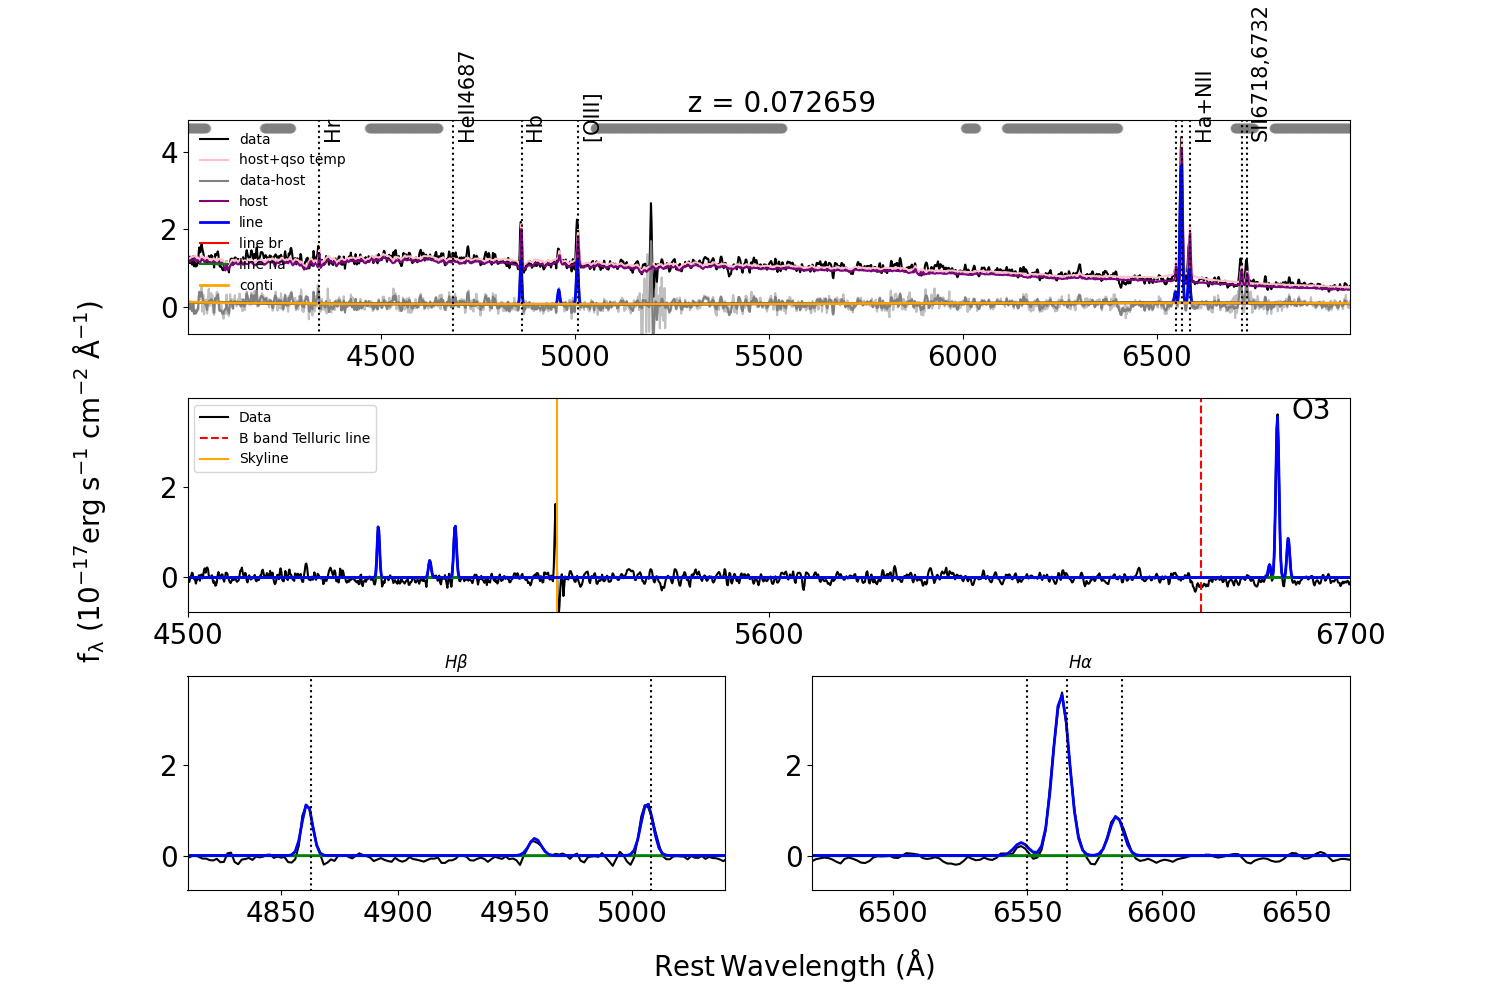 z = 0.072659
Hr
HeII4687
Hb
[OIII]
Ha+NII
SII6718,6732
data
host+qso temp
data-host
host
line
line br
line na
conti
4
2
0
4500
5000
5500
6000
6500
Data
B band Telluric line
Skyline
O3
2
0
4500
5600
6700
fλ (10⁻¹⁷erg s⁻¹ cm⁻² Å⁻¹)
Hβ
2
0
4850
4900
4950
5000
Hα
2
0
6500
6550
6600
6650
Rest Wavelength (Å)